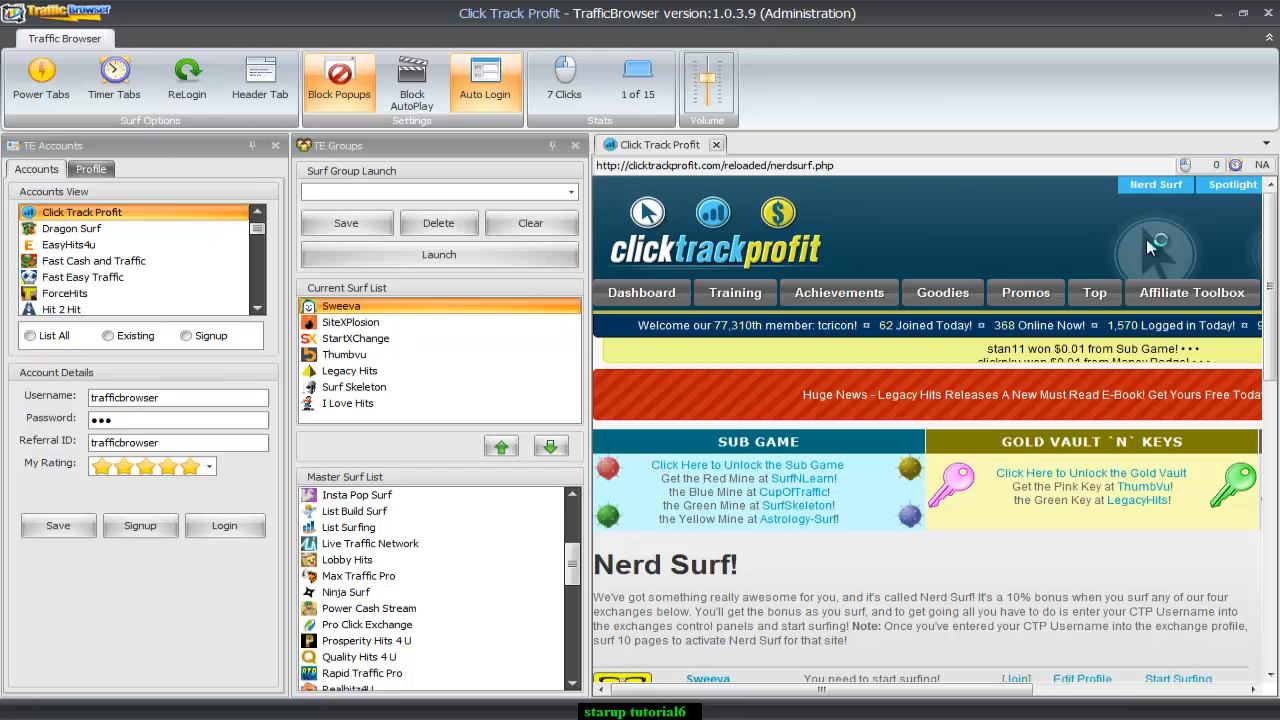 TrafficBrowser
Click Track Profit - TrafficBrowser version:1.0.3.9 (Administration)
Traffic Browser
Power Tabs
Timer Tabs
ReLogin
Header Tab
Block Popups
Block AutoPlay
Auto Login
7 Clicks
1 of 15
Surf Options
Settings
Stats
Volume
TE Accounts
Accounts
Profile
Accounts View
Click Track Profit
Dragon Surf
EasyHits4u
Fast Cash and Traffic
Fast Easy Traffic
ForceHits
Hit 2 Hit
List All
Existing
Signup
Account Details
Username: trafficbrowser
Password: •••
Referral ID: trafficbrowser
My Rating:
Save
Signup
Login
TE Groups
Surf Group Launch
Save
Delete
Clear
Launch
Current Surf List
Sweeva
SiteXPlosion
StartXChange
Thumbvu
Legacy Hits
Surf Skeleton
I Love Hits
Master Surf List
Insta Pop Surf
List Build Surf
List Surfing
Live Traffic Network
Lobby Hits
Max Traffic Pro
Ninja Surf
Power Cash Stream
Pro Click Exchange
Prosperity Hits 4 U
Quality Hits 4 U
Rapid Traffic Pro
Realhitz4U
Click Track Profit
http://clicktrackprofit.com/reloaded/nerdsurf.php
0
NA
Nerd Surf
Spotlight
clicktrackprofit
Dashboard
Training
Achievements
Goodies
Promos
Top
Affiliate Toolbox
Welcome our 77,310th member: tcricon! ¤ 62 Joined Today! ¤ 368 Online Now! ¤ 1,570 Logged in Today! ¤
stan11 won $0.01 from Sub Game! • • •
Huge News - Legacy Hits Releases A New Must Read E-Book! Get Yours Free Toda
SUB GAME
Click Here to Unlock the Sub Game
Get the Red Mine at SurfNLearn!
the Blue Mine at CupOfTraffic!
the Green Mine at SurfSkeleton!
the Yellow Mine at Astrology-Surf!
GOLD VAULT `N` KEYS
Click Here to Unlock the Gold Vault
Get the Pink Key at ThumbVu!
the Green Key at LegacyHits!
Nerd Surf!
We've got something really awesome for you, and it's called Nerd Surf! It's a 10% bonus when you surf any of our four
exchanges below. You'll get the bonus as you surf, and to get going all you have to do is enter your CTP Username into
the exchanges control panels and start surfing! Note: Once you've entered your CTP Username into the exchange profile,
surf 10 pages to activate Nerd Surf for that site!
Sweeva
You need to start surfing!
[Join]
Edit Profile
Start Surfing
starup tutorial6